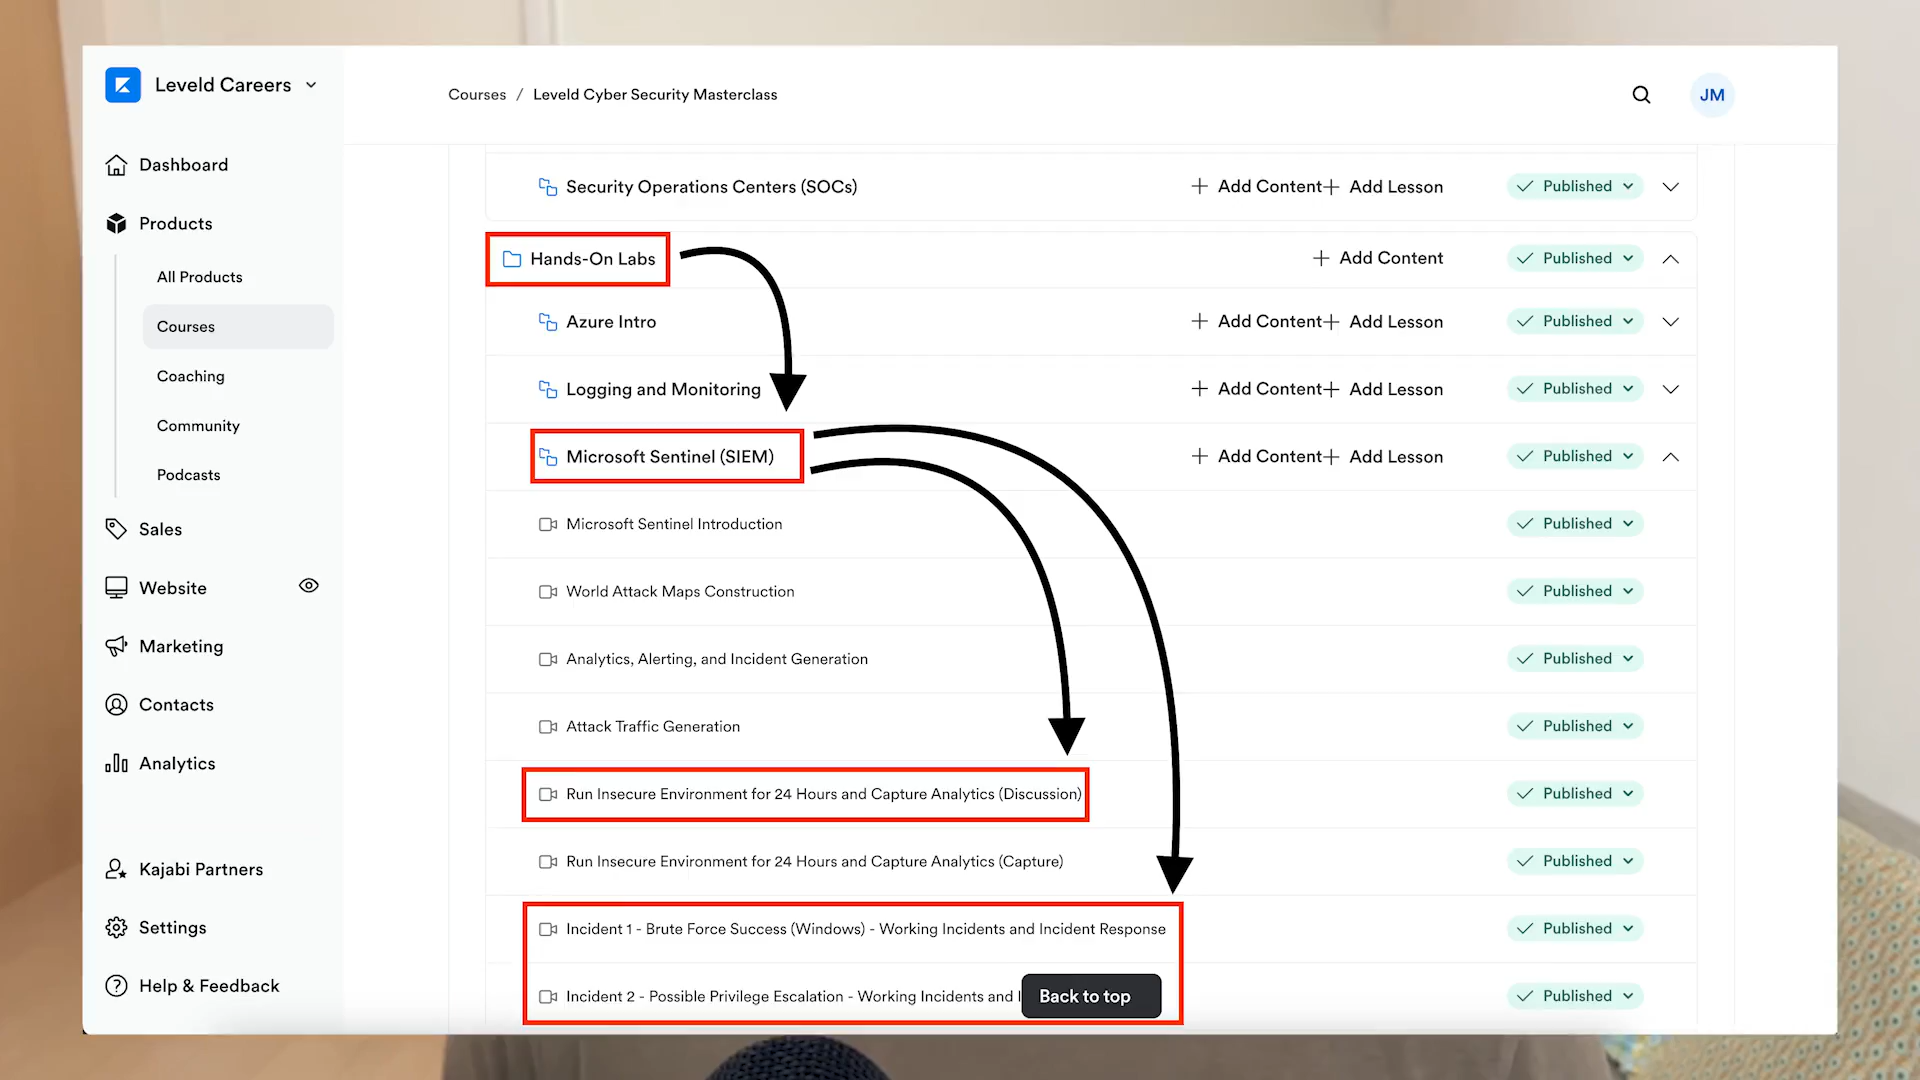 Leveld Careers
Courses / Leveld Cyber Security Masterclass
JM
Dashboard
Products
All Products
Courses
Coaching
Community
Podcasts
Sales
Website
Marketing
Contacts
Analytics
Kajabi Partners
Settings
Help & Feedback
Security Operations Centers (SOCs) Add Content Add Lesson Published
Hands-On Labs Add Content Published
Azure Intro Add Content Add Lesson Published
Logging and Monitoring Add Content Add Lesson Published
Microsoft Sentinel (SIEM) Add Content Add Lesson Published
Microsoft Sentinel Introduction Published
World Attack Maps Construction Published
Analytics, Alerting, and Incident Generation Published
Attack Traffic Generation Published
Run Insecure Environment for 24 Hours and Capture Analytics (Discussion) Published
Run Insecure Environment for 24 Hours and Capture Analytics (Capture) Published
Incident 1 - Brute Force Success (Windows) - Working Incidents and Incident Response Published
Incident 2 - Possible Privilege Escalation - Working Incidents and Published
Back to top